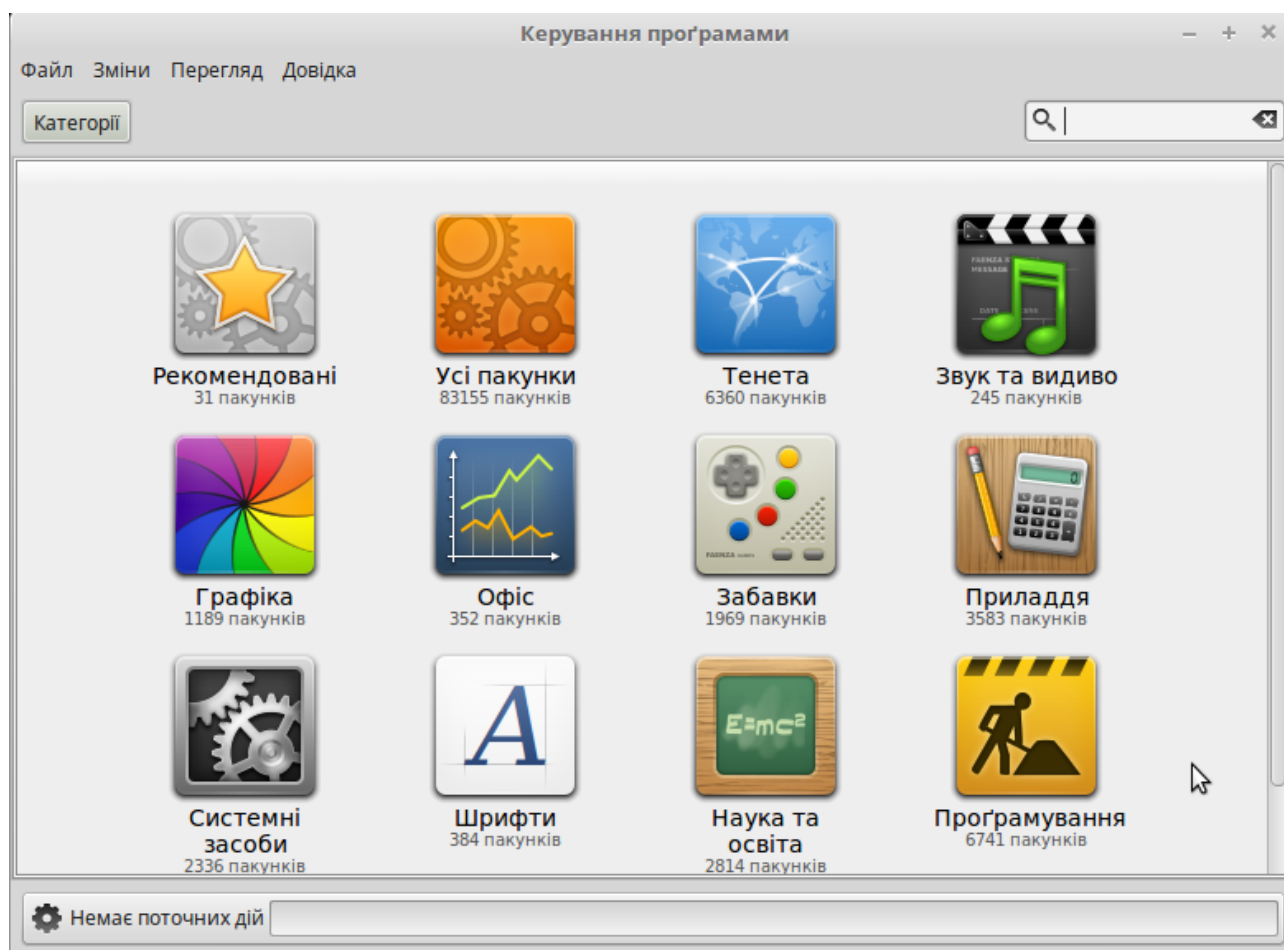 Керування проґрамами
Файл Зміни Перегляд Довідка
Категорії
Рекомендовані
31 пакунків
Усі пакунки
83155 пакунків
Тенета
6360 пакунків
Звук та видиво
245 пакунків
Графіка
1189 пакунків
Офіс
352 пакунків
Забавки
1969 пакунків
Приладдя
3583 пакунків
Системні
засоби
2336 пакунків
A
Шрифти
384 пакунків
E=mc²
Наука та
освіта
2814 пакунків
Проґрамування
6741 пакунків
Немає поточних дій